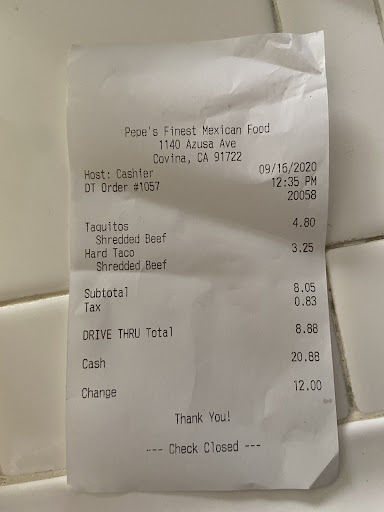 Pepe's Finest Mexican Food
1140 Azusa Ave
Covina, CA 91722
Host: Cashier 09/16/2020
DT Order #1057 12:35 PM
20058
Taquitos 4.80
Shredded Beef
Hard Taco 3.25
Shredded Beef
Subtotal 8.05
Tax 0.83
DRIVE THRU Total 8.88
Cash 20.88
Change 12.00
Thank You!
--- Check Closed ---